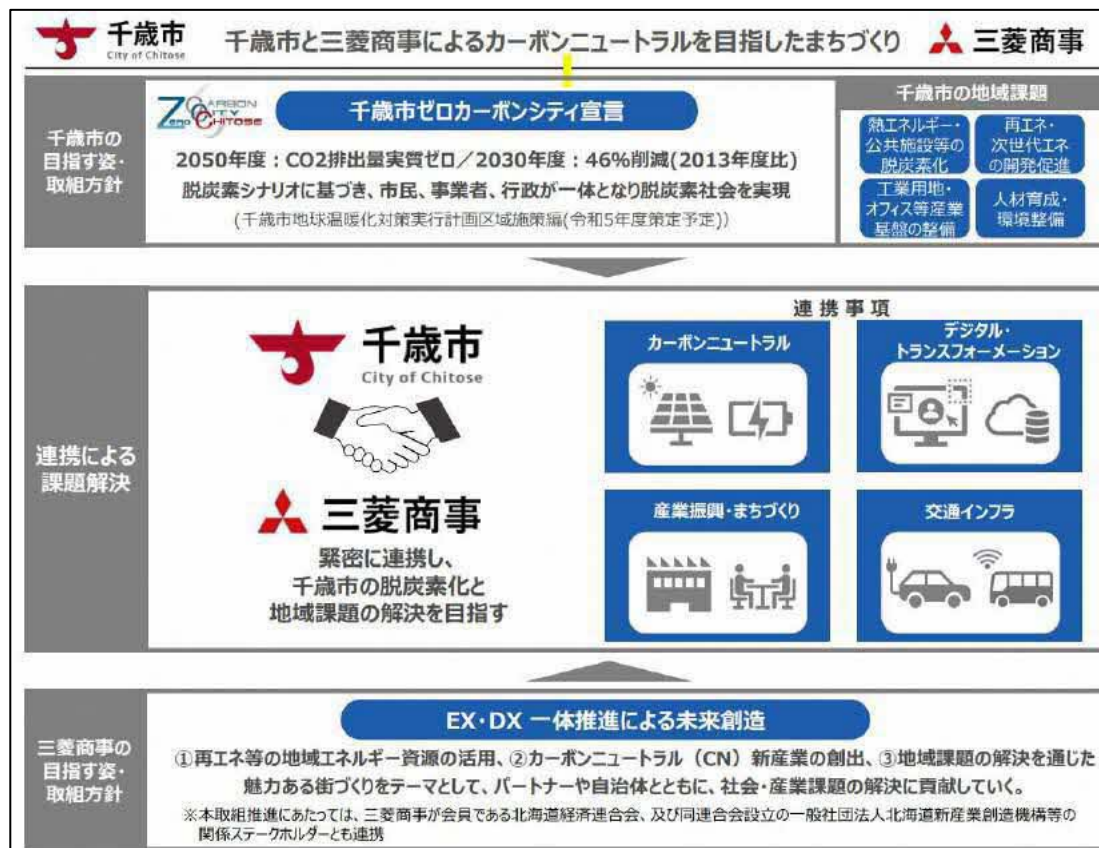 千歳市
City of Chitose
千歳市と三菱商事によるカーボンニュートラルを目指したまちづくり
三菱商事
千歳市の
目指す姿・
取組方針
ZERO CARBON
CITY
CHITOSE
千歳市ゼロカーボンシティ宣言
2050年度：CO2排出量実質ゼロ／2030年度：46%削減(2013年度比)
脱炭素シナリオに基づき、市民、事業者、行政が一体となり脱炭素社会を実現
(千歳市地球温暖化対策実行計画区域施策編(令和5年度策定予定))
千歳市の地域課題
熱エネルギー・
公共施設等の
脱炭素化
再エネ・
次世代エネ
の開発促進
工業用地・
オフィス等産業
基盤の整備
人材育成・
環境整備
連携による
課題解決
千歳市
City of Chitose
三菱商事
緊密に連携し、
千歳市の脱炭素化と
地域課題の解決を目指す
連携事項
カーボンニュートラル
デジタル・
トランスフォーメーション
産業振興・まちづくり
交通インフラ
三菱商事の
目指す姿・
取組方針
EX・DX 一体推進による未来創造
①再エネ等の地域エネルギー資源の活用、②カーボンニュートラル（CN）新産業の創出、③地域課題の解決を通じた
魅力ある街づくりをテーマとして、パートナーや自治体とともに、社会・産業課題の解決に貢献していく。
※本取組推進にあたっては、三菱商事が会員である北海道経済連合会、及び同連合会設立の一般社団法人北海道新産業創造機構等の
関係ステークホルダーとも連携